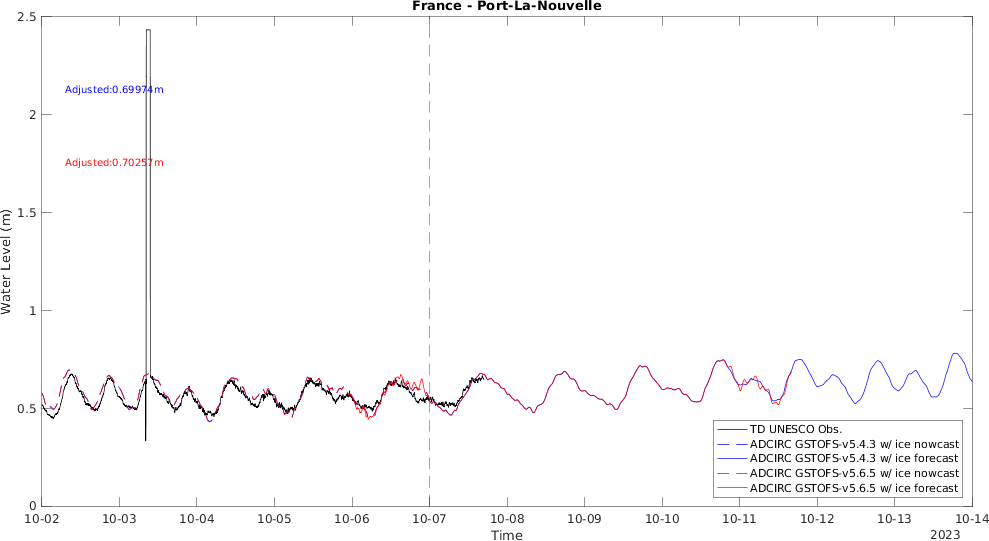 France - Port-La-Nouvelle
2.5
2
1.5
1
0.5
0
Water Level (m)
Adjusted:0.69974m
Adjusted:0.70257m
TD UNESCO Obs.
ADCIRC GSTOFS-v5.4.3 w/ ice nowcast
ADCIRC GSTOFS-v5.4.3 w/ ice forecast
ADCIRC GSTOFS-v5.6.5 w/ ice nowcast
ADCIRC GSTOFS-v5.6.5 w/ ice forecast
10-02 10-03 10-04 10-05 10-06 10-07 10-08 10-09 10-10 10-11 10-12 10-13 10-14
Time
2023